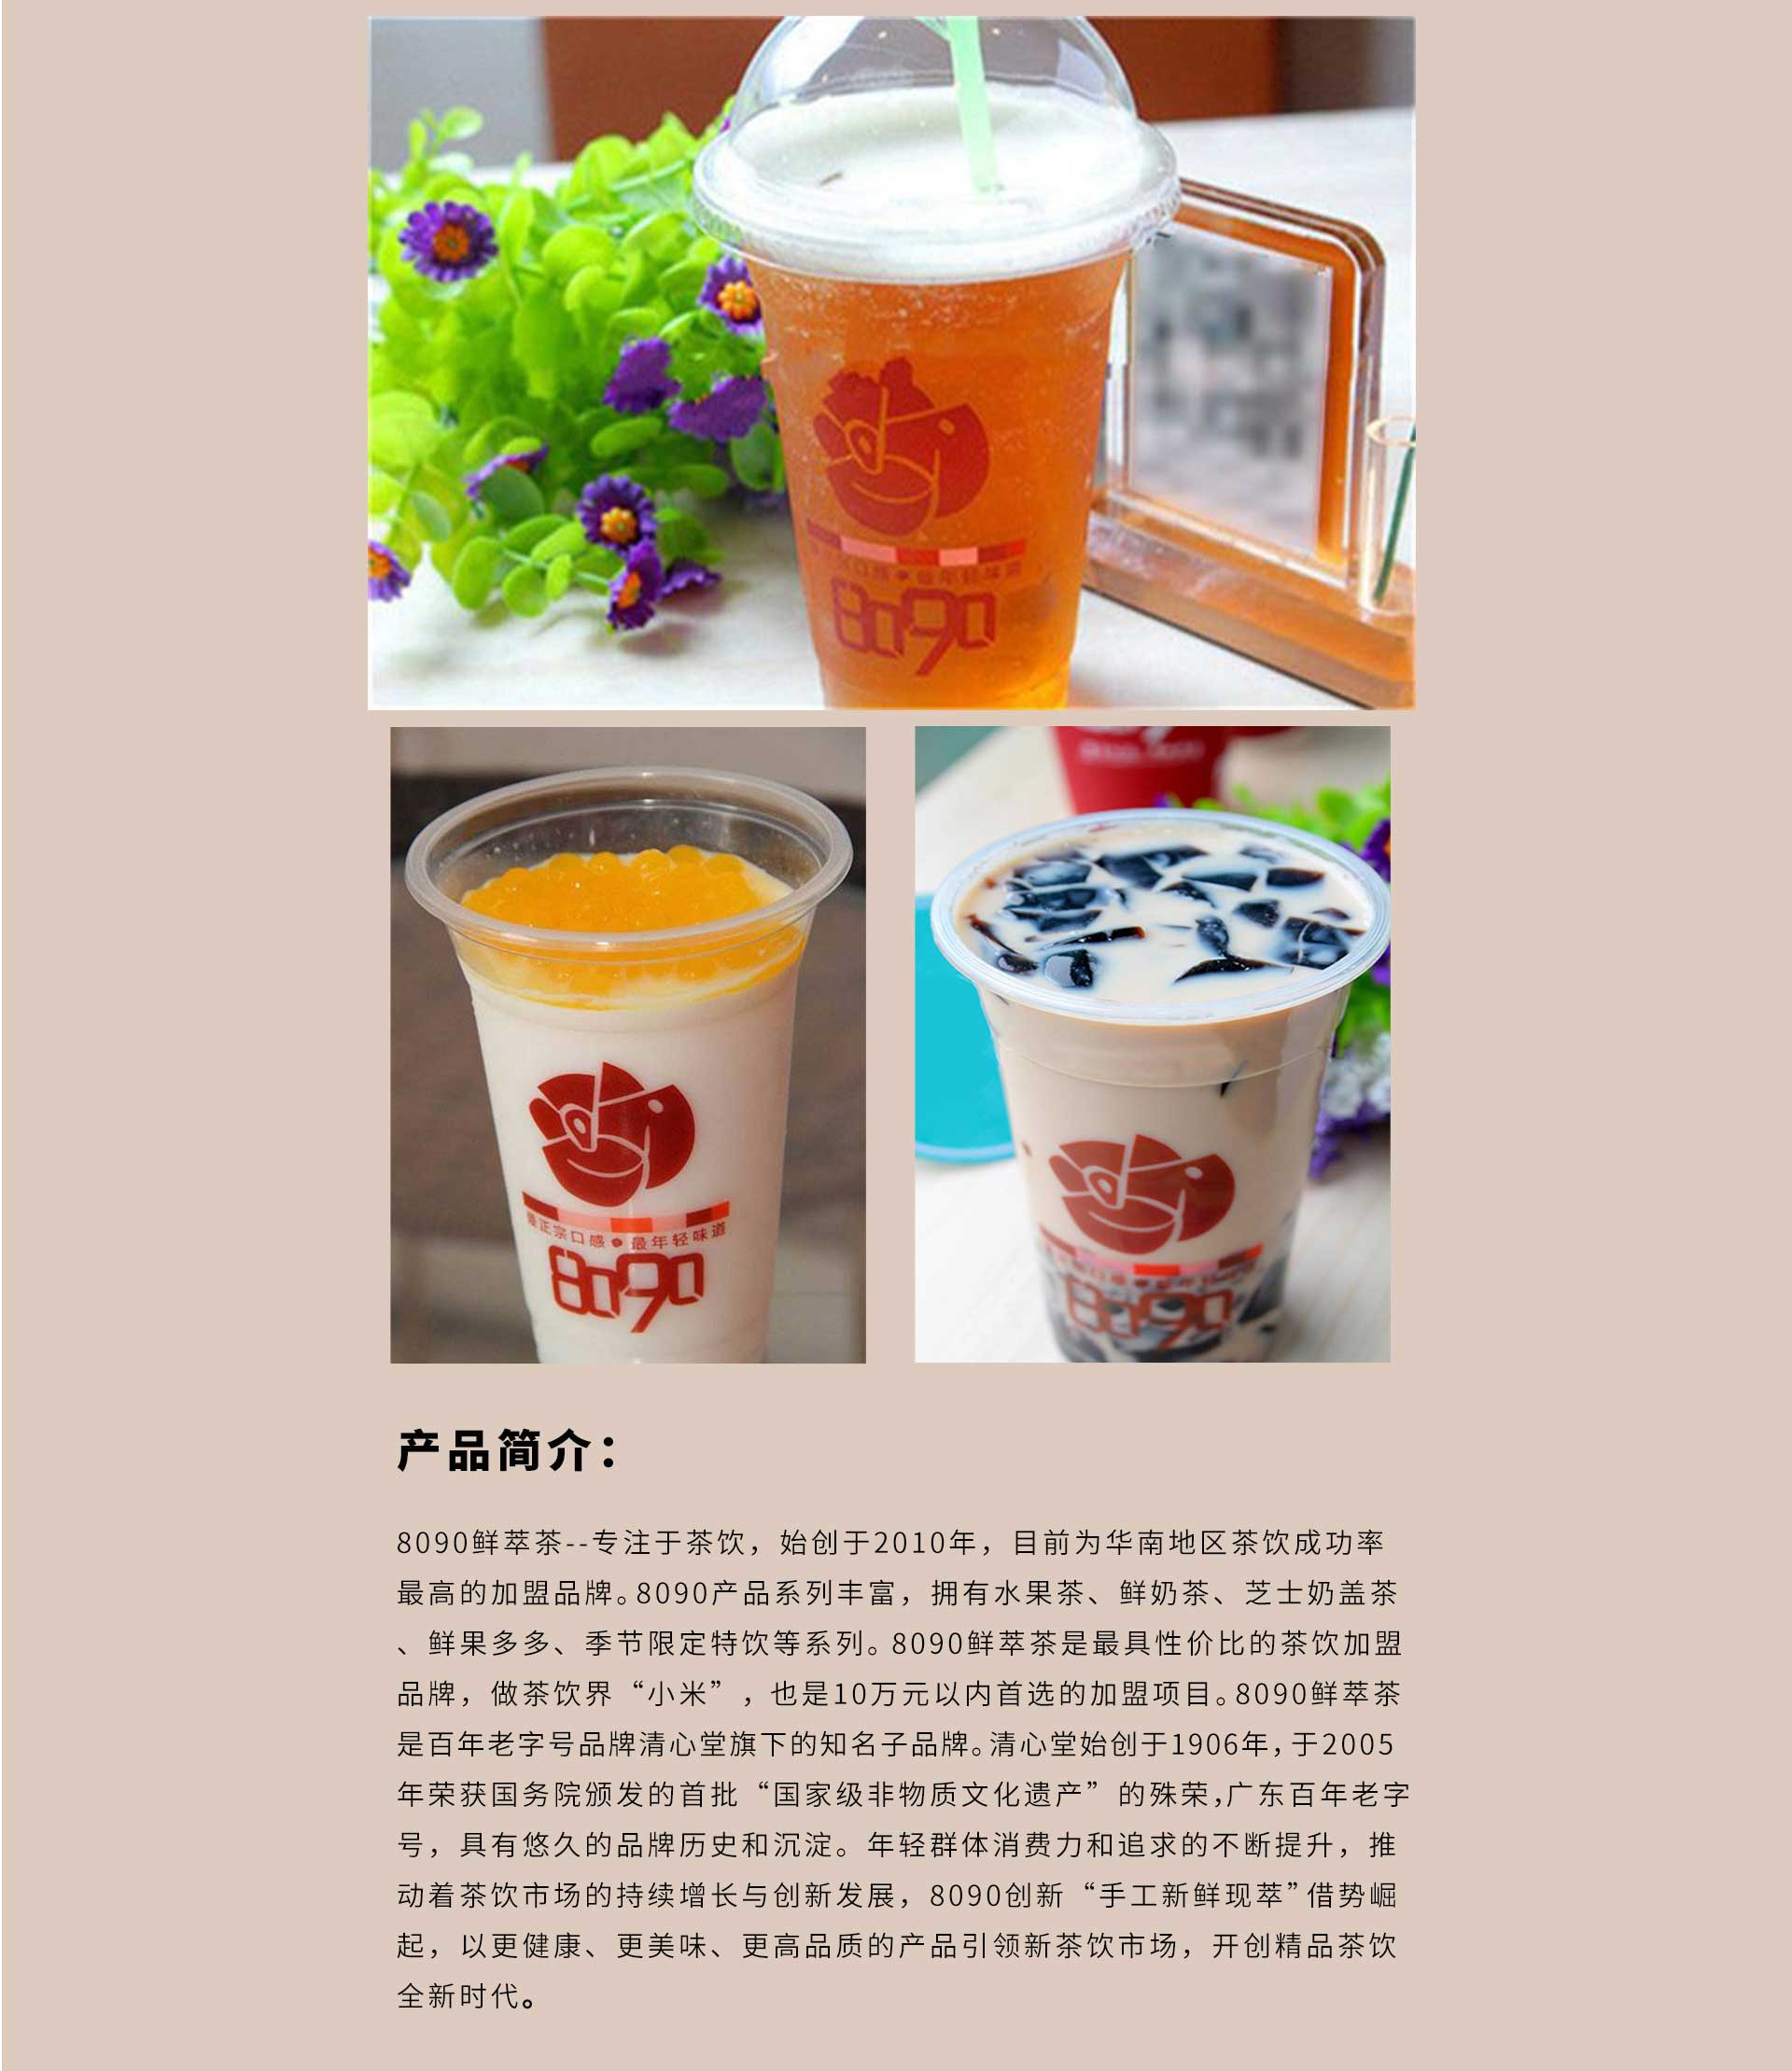 口感●最年轻味道
8090
最正宗口感●最年轻味道
8090
8090
产品简介：
8090鲜萃茶--专注于茶饮，始创于2010年，目前为华南地区茶饮成功率
最高的加盟品牌。8090产品系列丰富，拥有水果茶、鲜奶茶、芝士奶盖茶
、鲜果多多、季节限定特饮等系列。8090鲜萃茶是最具性价比的茶饮加盟
品牌，做茶饮界“小米”，也是10万元以内首选的加盟项目。8090鲜萃茶
是百年老字号品牌清心堂旗下的知名子品牌。清心堂始创于1906年，于2005
年荣获国务院颁发的首批“国家级非物质文化遗产”的殊荣，广东百年老字
号，具有悠久的品牌历史和沉淀。年轻群体消费力和追求的不断提升，推
动着茶饮市场的持续增长与创新发展，8090创新“手工新鲜现萃”借势崛
起，以更健康、更美味、更高品质的产品引领新茶饮市场，开创精品茶饮
全新时代。